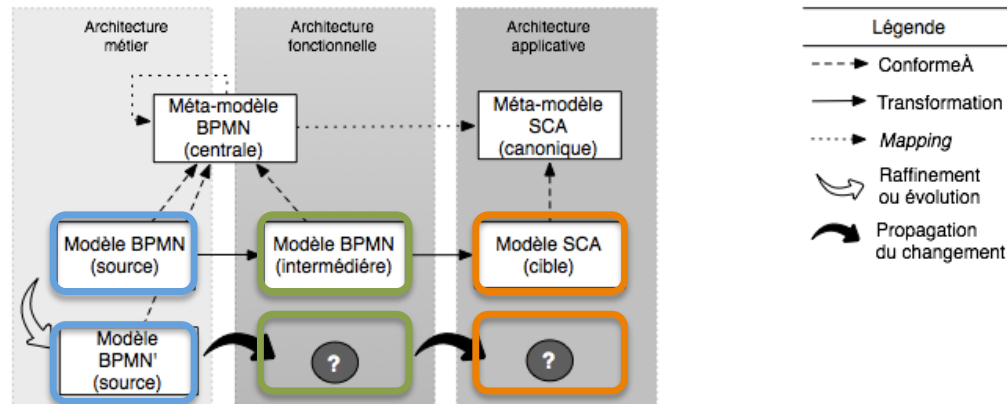 Architecture
métier
Architecture
fonctionnelle
Architecture
applicative
Méta-modèle
BPMN
(centrale)
Méta-modèle
SCA
(canonique)
Modèle BPMN
(source)
Modèle BPMN
(intermédiére)
Modèle SCA
(cible)
Modèle
BPMN'
(source)
?
?
Légende
ConformeÀ
Transformation
Mapping
Raffinement
ou évolution
Propagation
du changement